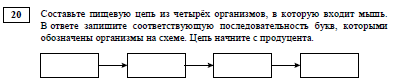 20
Составьте пищевую цепь из четырёх организмов, в которую входит мышь.
В ответе запишите соответствующую последовательность букв, которыми
обозначены организмы на схеме. Цепь начните с продуцента.